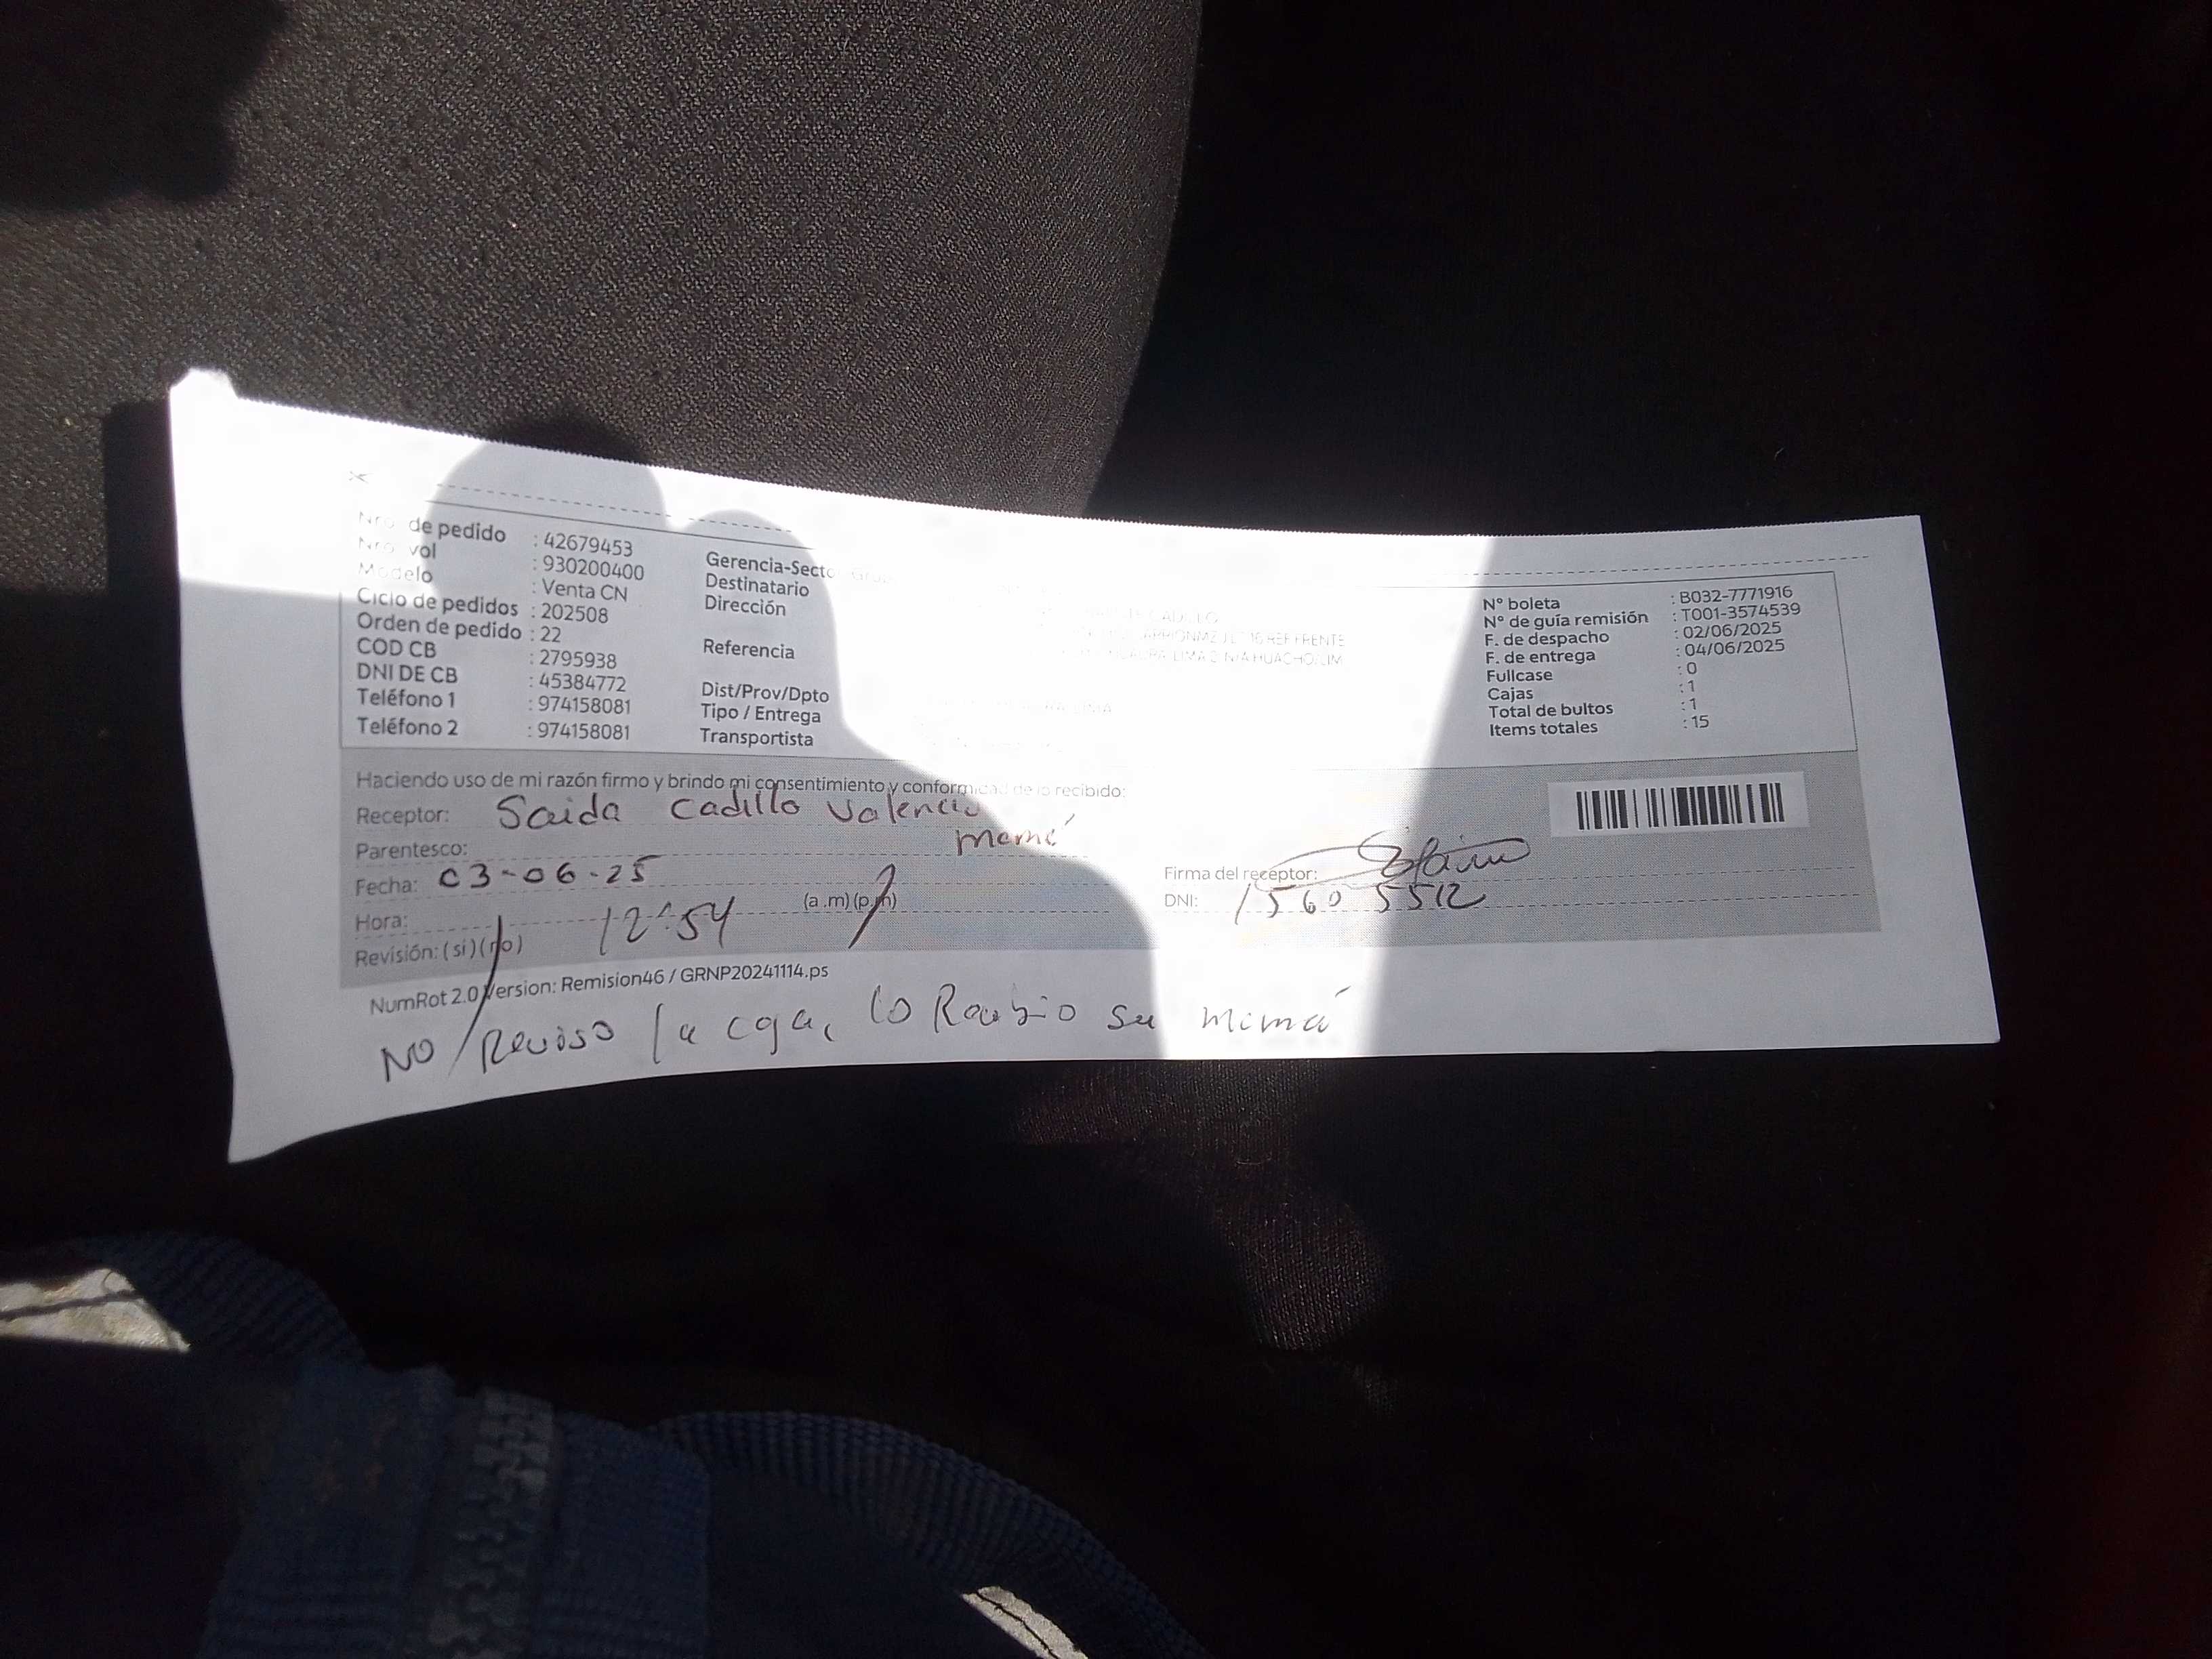 Nro. de pedido : 42679453
Nro. vol : 930200400
Modelo : Venta CN
Ciclo de pedidos : 202508
Orden de pedido : 22
COD CB : 2795938
DNI DE CB : 45384772
Teléfono 1 : 974158081
Teléfono 2 : 974158081
Gerencia-Secto
Destinatario
Dirección
REF FRENTE
Referencia
Dist/Prov/Dpto
Tipo / Entrega
Transportista
N° boleta : B032-7771916
N° de guía remisión : T001-3574539
F. de despacho : 02/06/2025
F. de entrega : 04/06/2025
Fullcase : 0
Cajas : 1
Total de bultos : 1
Items totales : 15
Haciendo uso de mi razón firmo y brindo mi consentimiento y conformidad de lo recibido:
Receptor: Saida Cadillo Valencia
Parentesco: mamá
Fecha: 03-06-25
Hora: 12:54 (a.m)(p.m)
Revisión: (si)(no)
Firma del receptor:
DNI: 15605512
NumRot 2.0 Version: Remision46 / GRNP20241114.ps
NO Reviso la caja, lo Recibio su mamá